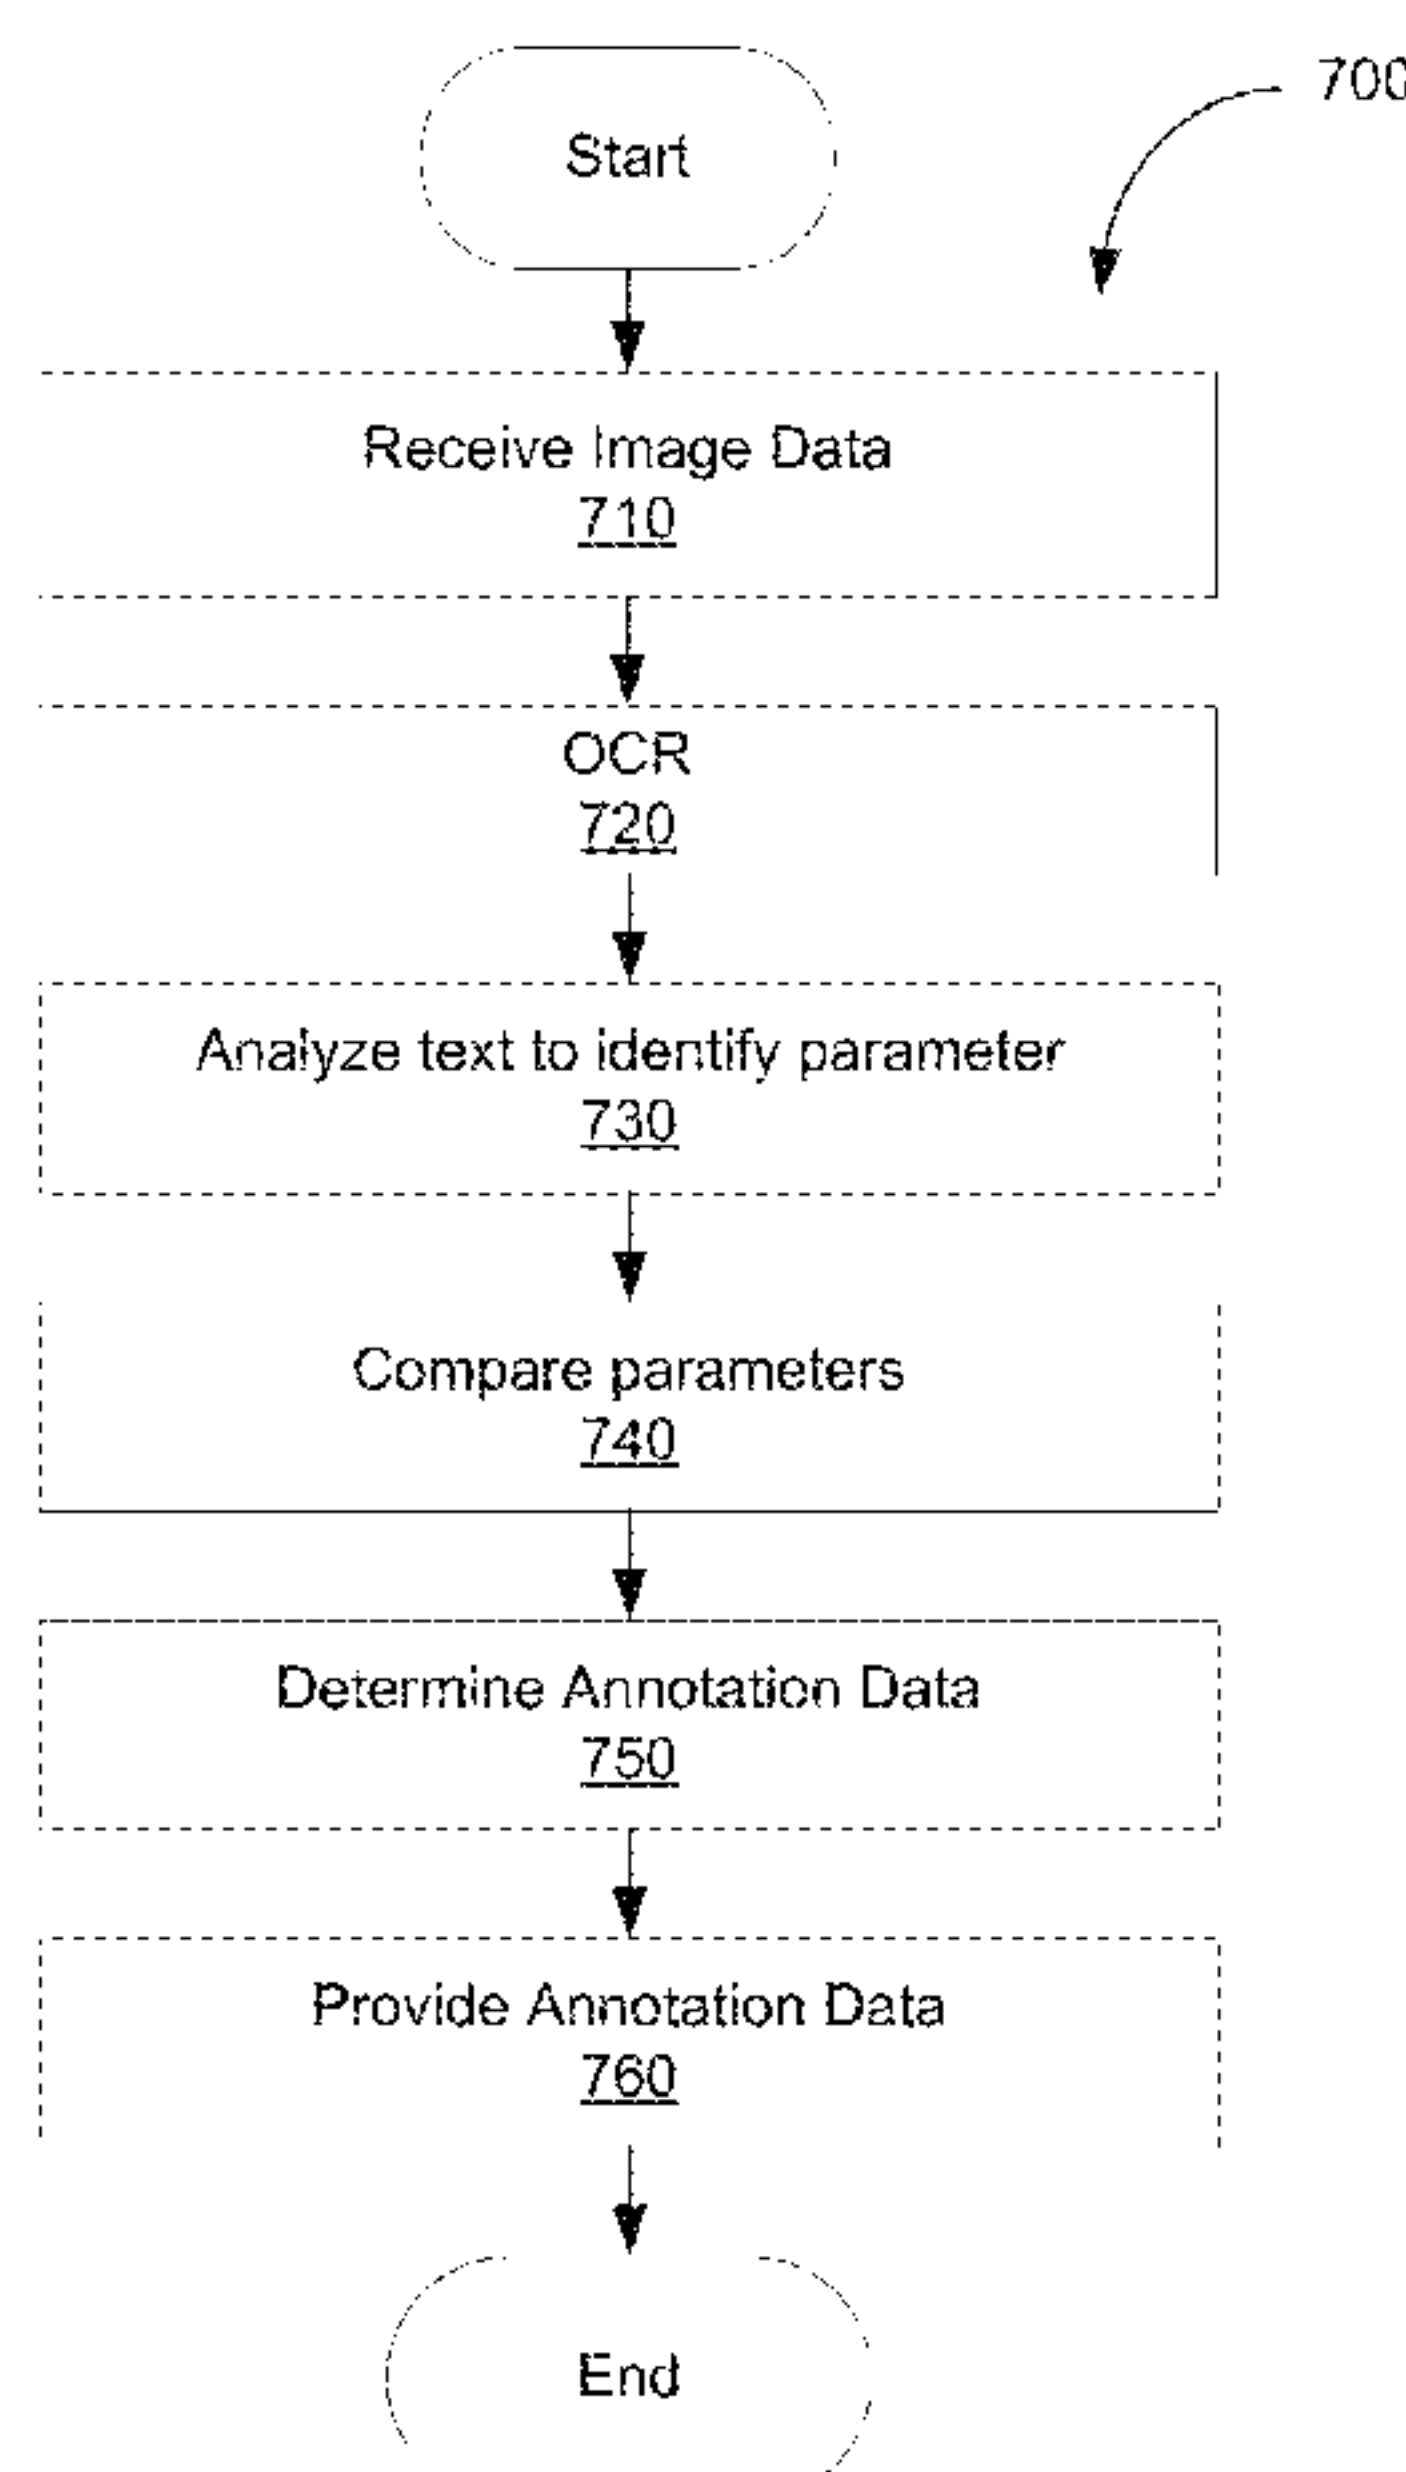 Start
700
Receive Image Data
710
OCR
720
Analyze text to identify parameter
730
Compare parameters
740
Determine Annotation Data
750
Provide Annotation Data
760
End